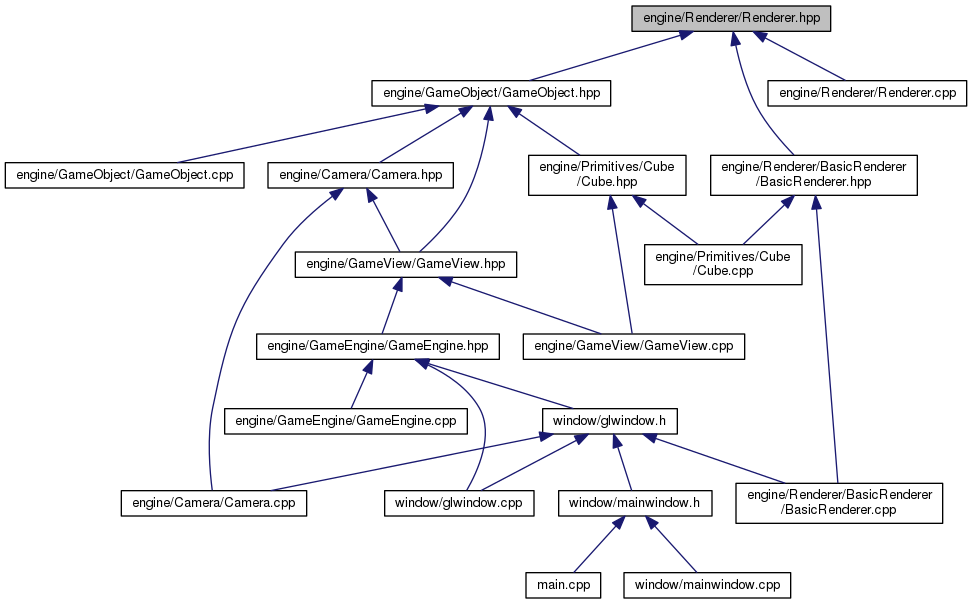 engine/Renderer/Renderer.hpp
engine/GameObject/GameObject.hpp
engine/Renderer/Renderer.cpp
engine/GameObject/GameObject.cpp
engine/Camera/Camera.hpp
engine/Primitives/Cube
/Cube.hpp
engine/Renderer/BasicRenderer
/BasicRenderer.hpp
engine/GameView/GameView.hpp
engine/Primitives/Cube
/Cube.cpp
engine/GameEngine/GameEngine.hpp
engine/GameView/GameView.cpp
engine/GameEngine/GameEngine.cpp
window/glwindow.h
engine/Camera/Camera.cpp
window/glwindow.cpp
window/mainwindow.h
engine/Renderer/BasicRenderer
/BasicRenderer.cpp
main.cpp
window/mainwindow.cpp